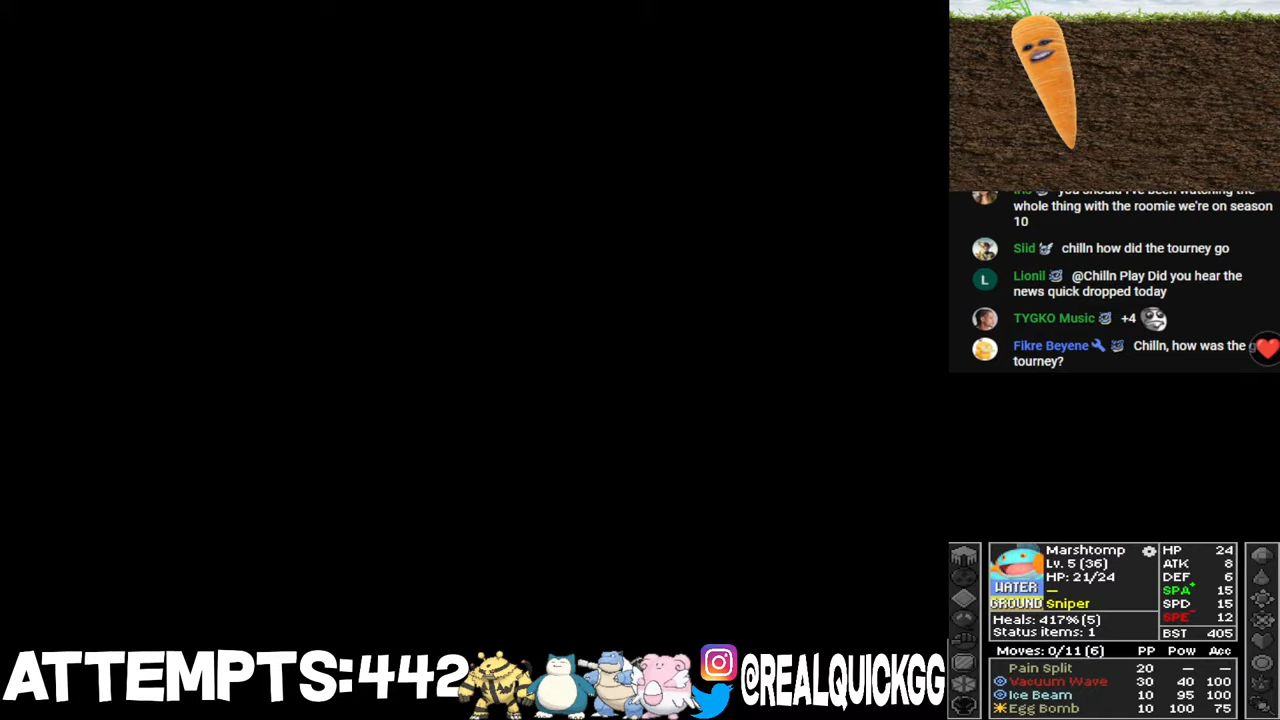 you should I've been watching the
whole thing with the roomie we're on season
10
Siid chilln how did the tourney go
L Lionil @Chilln Play Did you hear the
news quick dropped today
TYGKO Music +4
Fikre Beyene Chilln, how was the
tourney?
Marshtomp
Lv. 5 (36)
HP: 21/24
—
WATER
GROUND Sniper
HP 24
ATK 8
DEF 6
SPA+ 15
SPD 15
SPE- 12
BST 405
Heals: 417% (5)
Status items: 1
Moves: 0/11 (6) PP Pow Acc
Pain Split 20 — —
Vacuum Wave 30 40 100
Ice Beam 10 95 100
Egg Bomb 10 100 75
ATTEMPTS:442
@REALQUICKGG